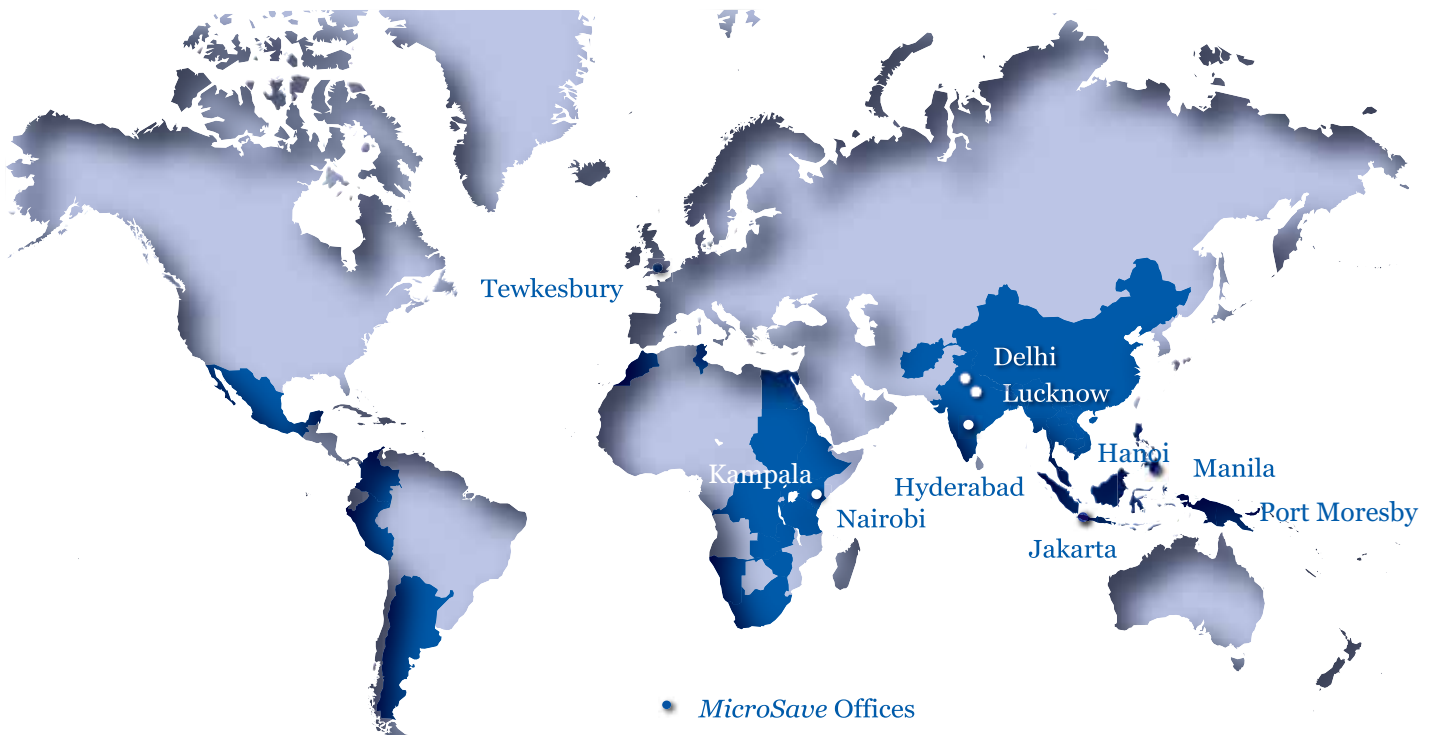 Tewkesbury
Delhi
Lucknow
Hanoi
Manila
Kampala
Hyderabad
Nairobi
Port Moresby
Jakarta
MicroSave Offices